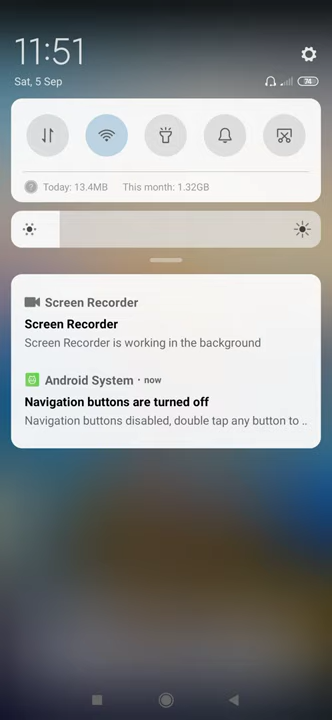 11:51
Sat, 5 Sep
74
Today: 13.4MB This month: 1.32GB
Screen Recorder
Screen Recorder
Screen Recorder is working in the background
Android System • now
Navigation buttons are turned off
Navigation buttons disabled, double tap any button to ..